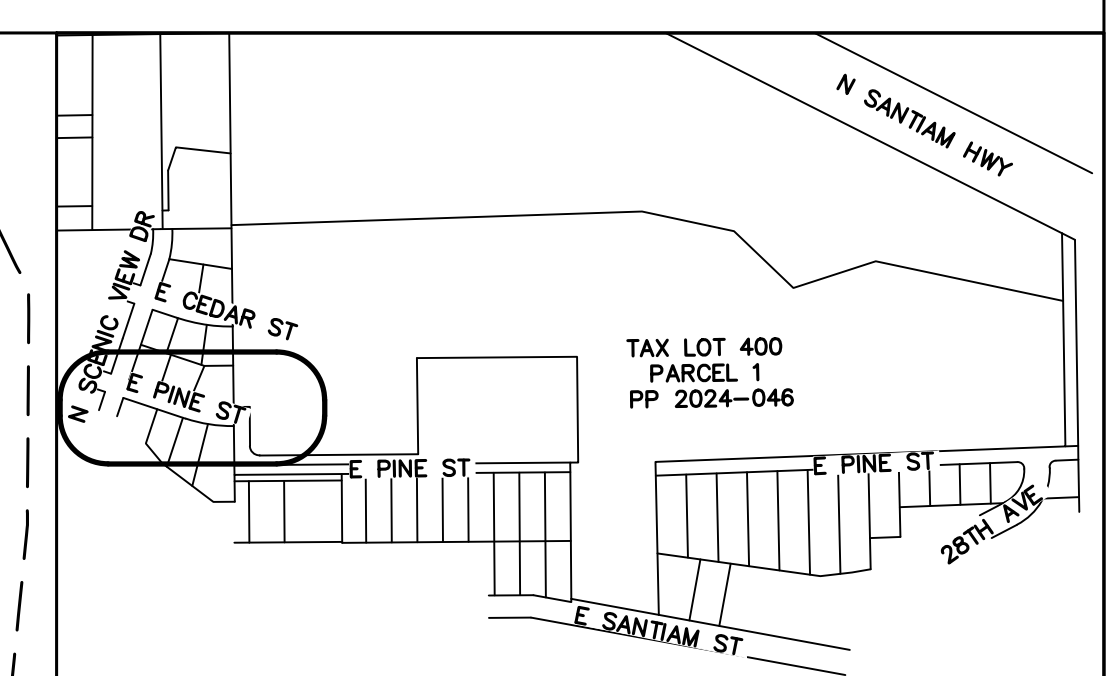 N SANTIAM HWY
N SCENIC VIEW DR
E CEDAR ST
TAX LOT 400
PARCEL 1
PP 2024-046
E PINE ST
E PINE ST
E PINE ST
28TH AVE
E SANTIAM ST